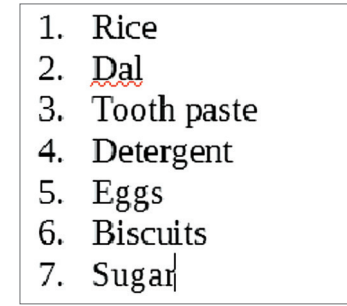 1. Rice
2. Dal
3. Tooth paste
4. Detergent
5. Eggs
6. Biscuits
7. Sugar